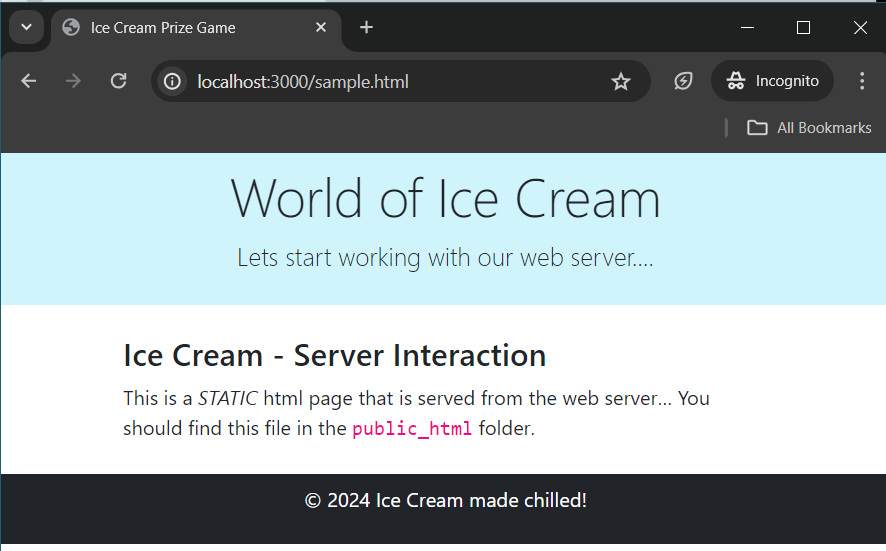 Ice Cream Prize Game
localhost:3000/sample.html
Incognito
All Bookmarks
World of Ice Cream
Lets start working with our web server....
Ice Cream - Server Interaction
This is a STATIC html page that is served from the web server... You
should find this file in the public_html folder.
© 2024 Ice Cream made chilled!